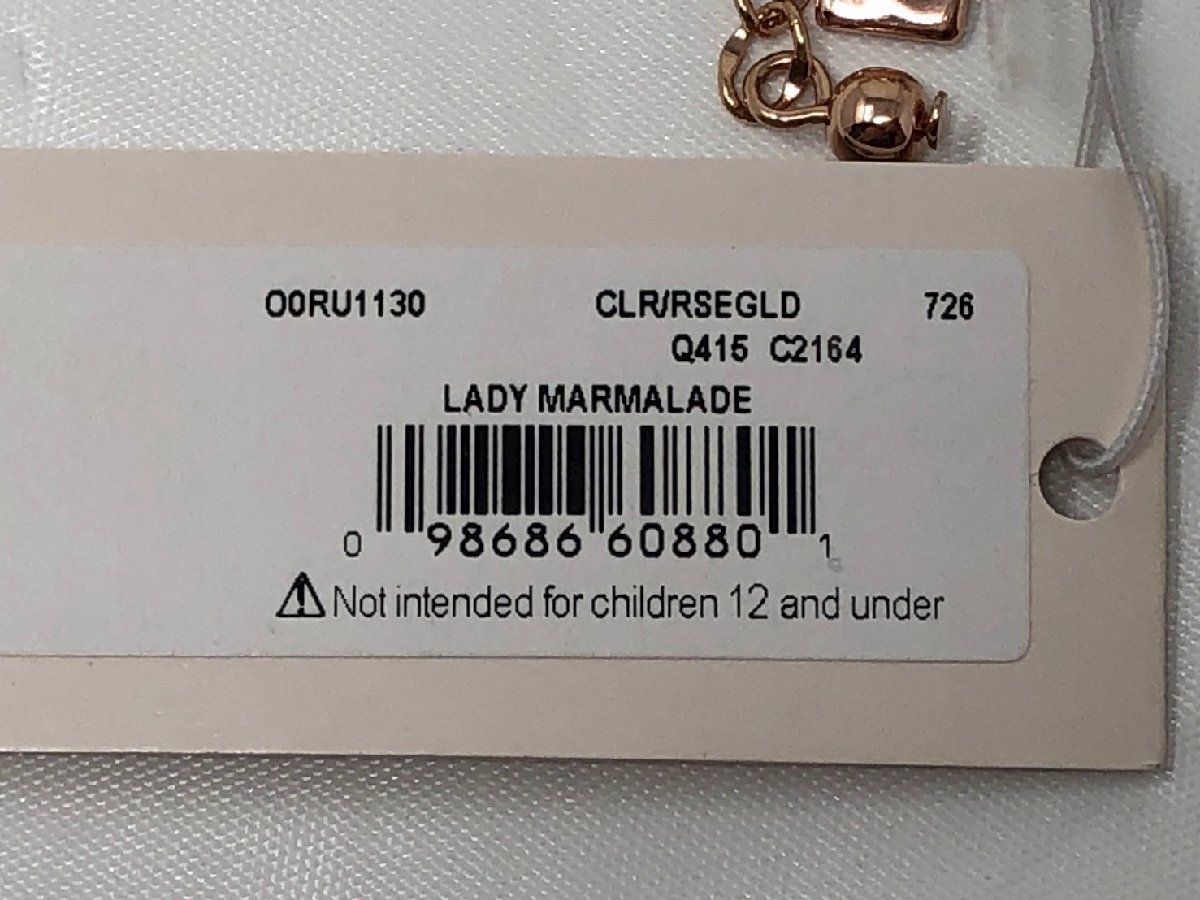 O0RU1130 CLR/RSEGLD 726
Q415 C2164
LADY MARMALADE
0 98686 60880 1
⚠ Not intended for children 12 and under